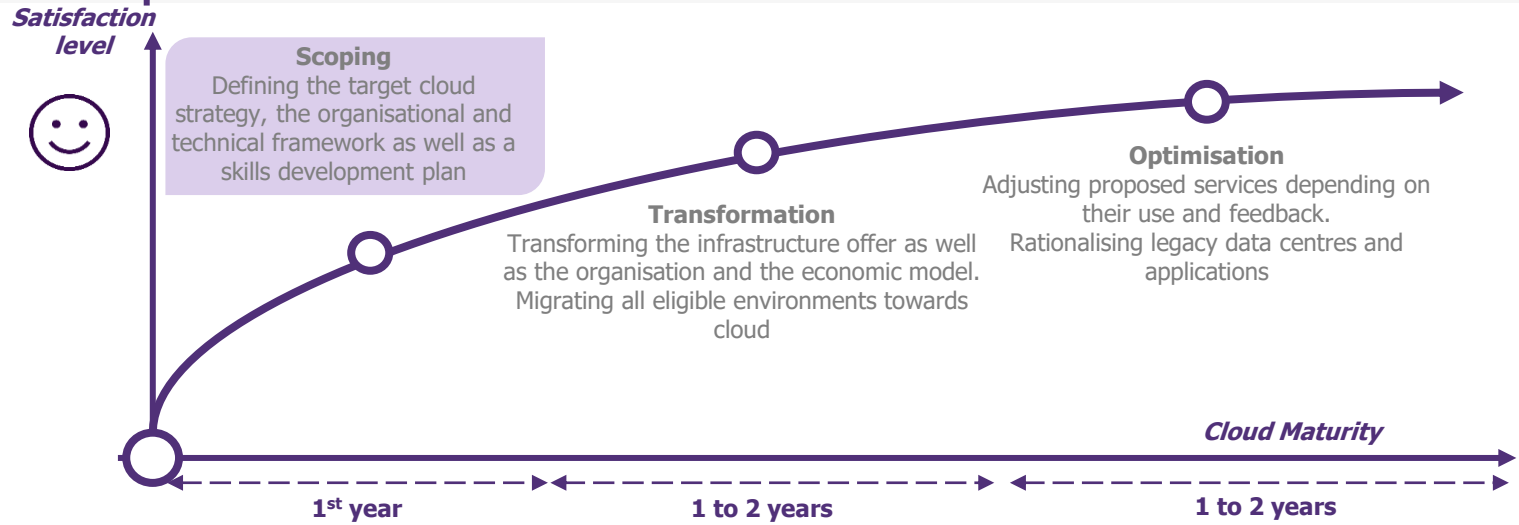 Satisfaction
level
Scoping
Defining the target cloud
strategy, the organisational and
technical framework as well as a
skills development plan
Transformation
Transforming the infrastructure offer as well
as the organisation and the economic model.
Migrating all eligible environments towards
cloud
Optimisation
Adjusting proposed services depending on
their use and feedback.
Rationalising legacy data centres and
applications
Cloud Maturity
1st year
1 to 2 years
1 to 2 years